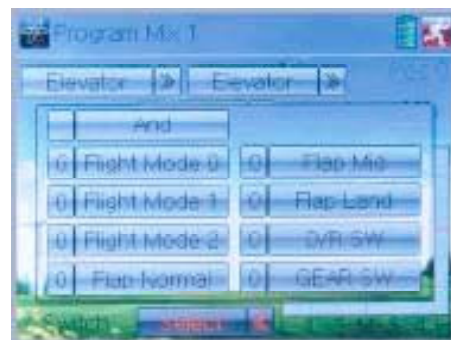 Program Mix 1
Elevator » Elevator »
And
0 Flight Mode 0 0 Flap Mid
0 Flight Mode 1 0 Flap Land
0 Flight Mode 2 0 D/R SW
0 Flap Normal 0 GEAR SW
Switch Select